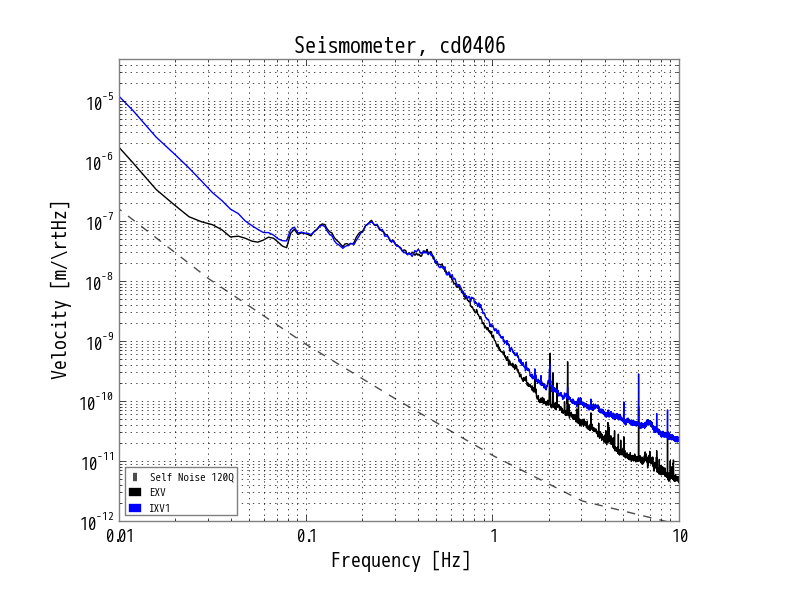 Seismometer, cd0406
Velocity [m/\rtHz]
10-5
10-6
10-7
10-8
10-9
10-10
10-11
10-12
Self Noise 120Q
EXV
IXV1
0.01 0.1 1 10
Frequency [Hz]